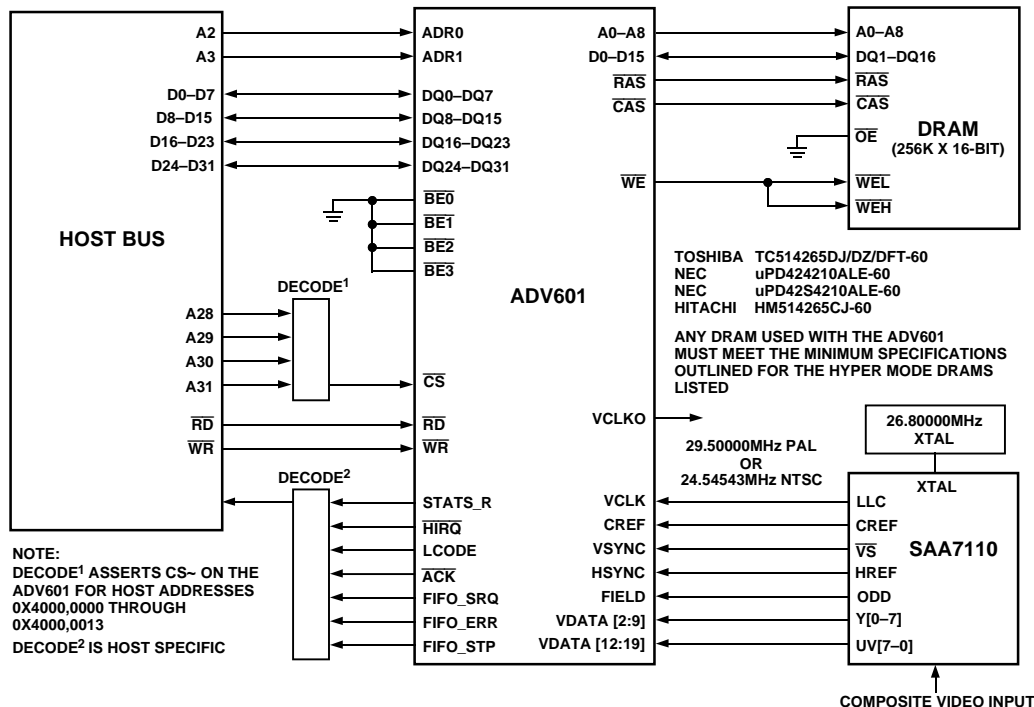 A2
A3
D0–D7
D8–D15
D16–D23
D24–D31
HOST BUS
A28
A29
A30
A31
RD
WR
DECODE1
DECODE2
ADR0
ADR1
DQ0–DQ7
DQ8–DQ15
DQ16–DQ23
DQ24–DQ31
BE0
BE1
BE2
BE3
CS
RD
WR
STATS_R
HIRQ
LCODE
ACK
FIFO_SRQ
FIFO_ERR
FIFO_STP
ADV601
A0–A8
D0–D15
RAS
CAS
WE
VCLKO
VCLK
CREF
VSYNC
HSYNC
FIELD
VDATA [2:9]
VDATA [12:19]
A0–A8
DQ1–DQ16
RAS
CAS
OE
DRAM
(256K X 16-BIT)
WEL
WEH
TOSHIBA TC514265DJ/DZ/DFT-60
NEC uPD424210ALE-60
NEC uPD42S4210ALE-60
HITACHI HM514265CJ-60
ANY DRAM USED WITH THE ADV601
MUST MEET THE MINIMUM SPECIFICATIONS
OUTLINED FOR THE HYPER MODE DRAMS
LISTED
26.80000MHz
XTAL
29.50000MHz PAL
OR
24.54543MHz NTSC
XTAL
LLC
CREF
VS
HREF
ODD
Y[0–7]
UV[7–0]
SAA7110
COMPOSITE VIDEO INPUT
NOTE:
DECODE1 ASSERTS CS~ ON THE
ADV601 FOR HOST ADDRESSES
0X4000,0000 THROUGH
0X4000,0013
DECODE2 IS HOST SPECIFIC